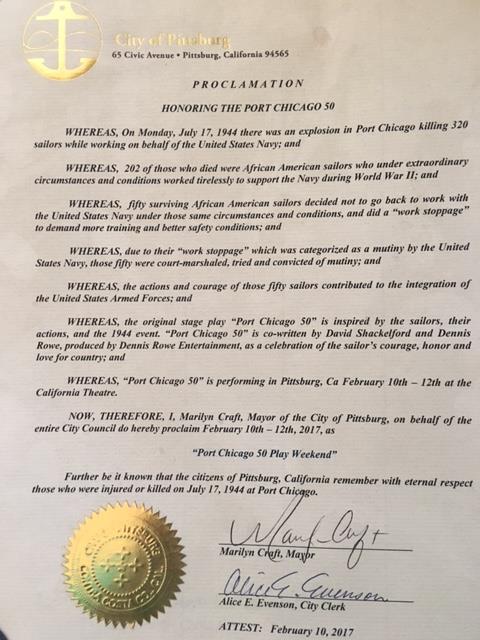 City of Pittsburg
65 Civic Avenue • Pittsburg, California 94565
PROCLAMATION
HONORING THE PORT CHICAGO 50
WHEREAS, On Monday, July 17, 1944 there was an explosion in Port Chicago killing 320
sailors while working on behalf of the United States Navy; and
WHEREAS, 202 of those who died were African American sailors who under extraordinary
circumstances and conditions worked tirelessly to support the Navy during World War II; and
WHEREAS, fifty surviving African American sailors decided not to go back to work with
the United States Navy under those same circumstances and conditions, and did a “work stoppage”
to demand more training and better safety conditions; and
WHEREAS, due to their “work stoppage” which was categorized as a mutiny by the United
States Navy, those fifty were court-marshaled, tried and convicted of mutiny; and
WHEREAS, the actions and courage of those fifty sailors contributed to the integration of
the United States Armed Forces; and
WHEREAS, the original stage play “Port Chicago 50” is inspired by the sailors, their
actions, and the 1944 event. “Port Chicago 50” is co-written by David Shackelford and Dennis
Rowe, produced by Dennis Rowe Entertainment, as a celebration of the sailor’s courage, honor and
love for country; and
WHEREAS, “Port Chicago 50” is performing in Pittsburg, Ca February 10th – 12th at the
California Theatre.
NOW, THEREFORE, I, Marilyn Craft, Mayor of the City of Pittsburg, on behalf of the
entire City Council do hereby proclaim February 10th – 12th, 2017, as
“Port Chicago 50 Play Weekend”
Further be it known that the citizens of Pittsburg, California remember with eternal respect
those who were injured or killed on July 17, 1944 at Port Chicago.
Marilyn Craft, Mayor
Alice E. Evenson
Alice E. Evenson, City Clerk
ATTEST: February 10, 2017